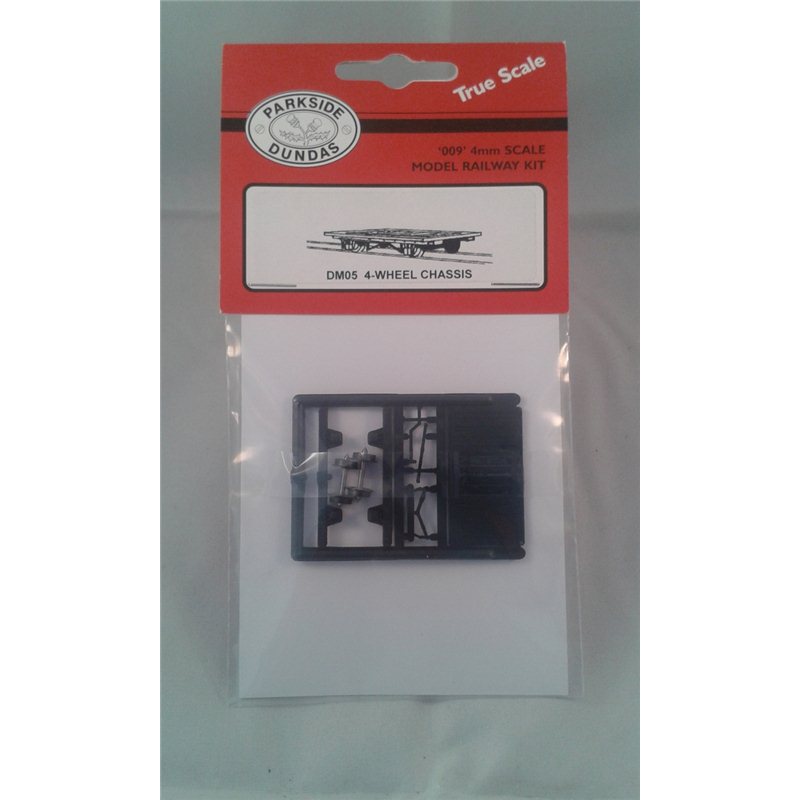 True Scale
PARKSIDE
DUNDAS
'009' 4mm SCALE
MODEL RAILWAY KIT
DM05 4-WHEEL CHASSIS